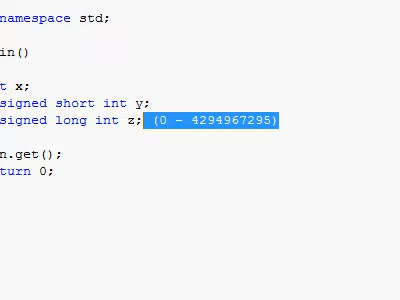 namespace std;
in()
t x;
signed short int y;
signed long int z; (0 - 4294967295)
n.get();
turn 0;